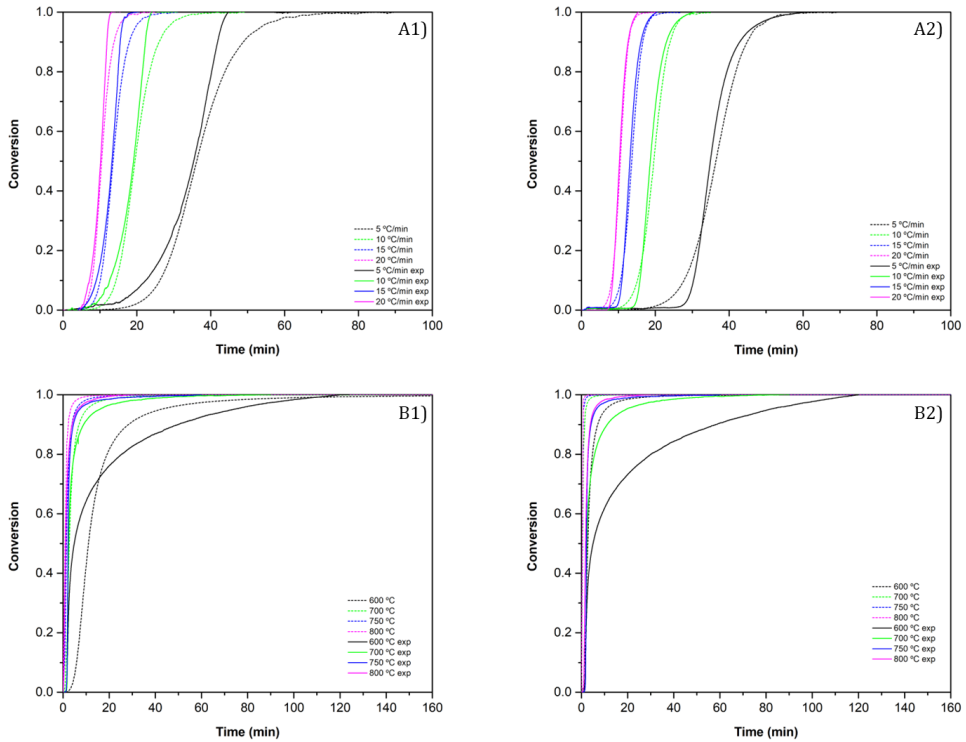 A1)
Conversion
1.0
0.8
0.6
0.4
0.2
0.0
5 ºC/min
10 ºC/min
15 ºC/min
20 ºC/min
5 ºC/min exp
10 ºC/min exp
15 ºC/min exp
20 ºC/min exp
0 20 40 60 80 100
Time (min)
A2)
Conversion
1.0
0.8
0.6
0.4
0.2
0.0
5 ºC/min
10 ºC/min
15 ºC/min
20 ºC/min
5 ºC/min exp
10 ºC/min exp
15 ºC/min exp
20 ºC/min exp
0 20 40 60 80 100
Time (min)
B1)
Conversion
1.0
0.8
0.6
0.4
0.2
0.0
600 ºC
700 ºC
750 ºC
800 ºC
600 ºC exp
700 ºC exp
750 ºC exp
800 ºC exp
0 20 40 60 80 100 120 140 160
Time (min)
B2)
Conversion
1.0
0.8
0.6
0.4
0.2
0.0
600 ºC
700 ºC
750 ºC
800 ºC
600 ºC exp
700 ºC exp
750 ºC exp
800 ºC exp
0 20 40 60 80 100 120 140 160
Time (min)